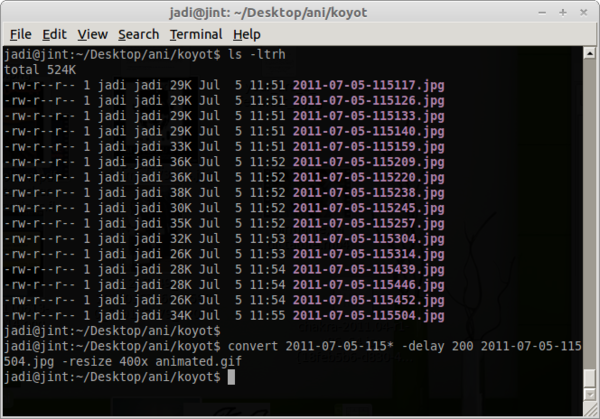 jadi@jint: ~/Desktop/ani/koyot
File Edit View Search Terminal Help
jadi@jint:~/Desktop/ani/koyot$ ls -ltrh
total 524K
-rw-r--r-- 1 jadi jadi 29K Jul  5 11:51 2011-07-05-115117.jpg
-rw-r--r-- 1 jadi jadi 29K Jul  5 11:51 2011-07-05-115126.jpg
-rw-r--r-- 1 jadi jadi 29K Jul  5 11:51 2011-07-05-115133.jpg
-rw-r--r-- 1 jadi jadi 29K Jul  5 11:51 2011-07-05-115140.jpg
-rw-r--r-- 1 jadi jadi 33K Jul  5 11:51 2011-07-05-115159.jpg
-rw-r--r-- 1 jadi jadi 36K Jul  5 11:52 2011-07-05-115209.jpg
-rw-r--r-- 1 jadi jadi 36K Jul  5 11:52 2011-07-05-115220.jpg
-rw-r--r-- 1 jadi jadi 38K Jul  5 11:52 2011-07-05-115238.jpg
-rw-r--r-- 1 jadi jadi 30K Jul  5 11:52 2011-07-05-115245.jpg
-rw-r--r-- 1 jadi jadi 35K Jul  5 11:52 2011-07-05-115257.jpg
-rw-r--r-- 1 jadi jadi 32K Jul  5 11:53 2011-07-05-115304.jpg
-rw-r--r-- 1 jadi jadi 26K Jul  5 11:53 2011-07-05-115314.jpg
-rw-r--r-- 1 jadi jadi 28K Jul  5 11:54 2011-07-05-115439.jpg
-rw-r--r-- 1 jadi jadi 28K Jul  5 11:54 2011-07-05-115446.jpg
-rw-r--r-- 1 jadi jadi 26K Jul  5 11:54 2011-07-05-115452.jpg
-rw-r--r-- 1 jadi jadi 34K Jul  5 11:55 2011-07-05-115504.jpg
jadi@jint:~/Desktop/ani/koyot$
jadi@jint:~/Desktop/ani/koyot$ convert 2011-07-05-115* -delay 200 2011-07-05-115
504.jpg -resize 400x animated.gif
jadi@jint:~/Desktop/ani/koyot$